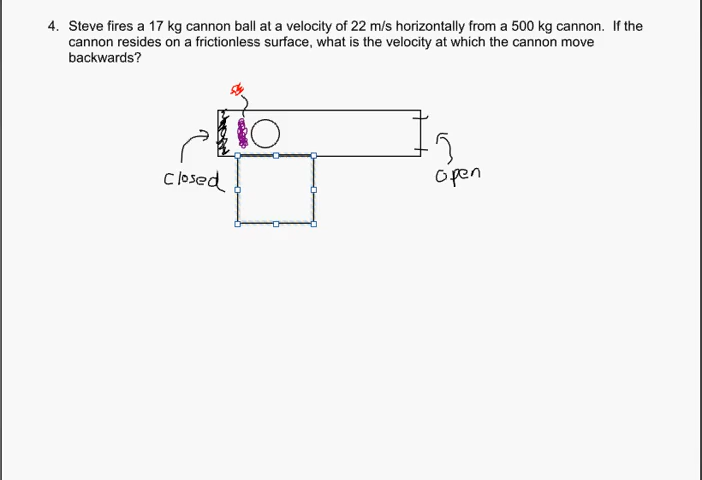 4. Steve fires a 17 kg cannon ball at a velocity of 22 m/s horizontally from a 500 kg cannon. If the
cannon resides on a frictionless surface, what is the velocity at which the cannon move
backwards?
closed
open